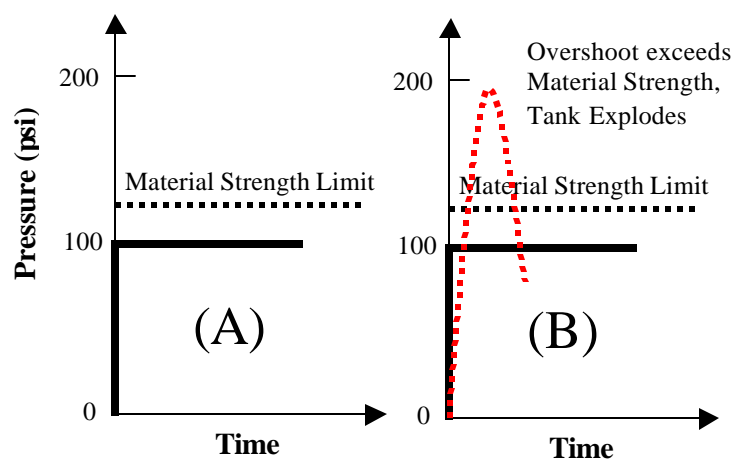 200
Pressure (psi)
Material Strength Limit
100
(A)
0
Time
Overshoot exceeds
200
Material Strength,
Tank Explodes
Material Strength Limit
100
(B)
0
Time